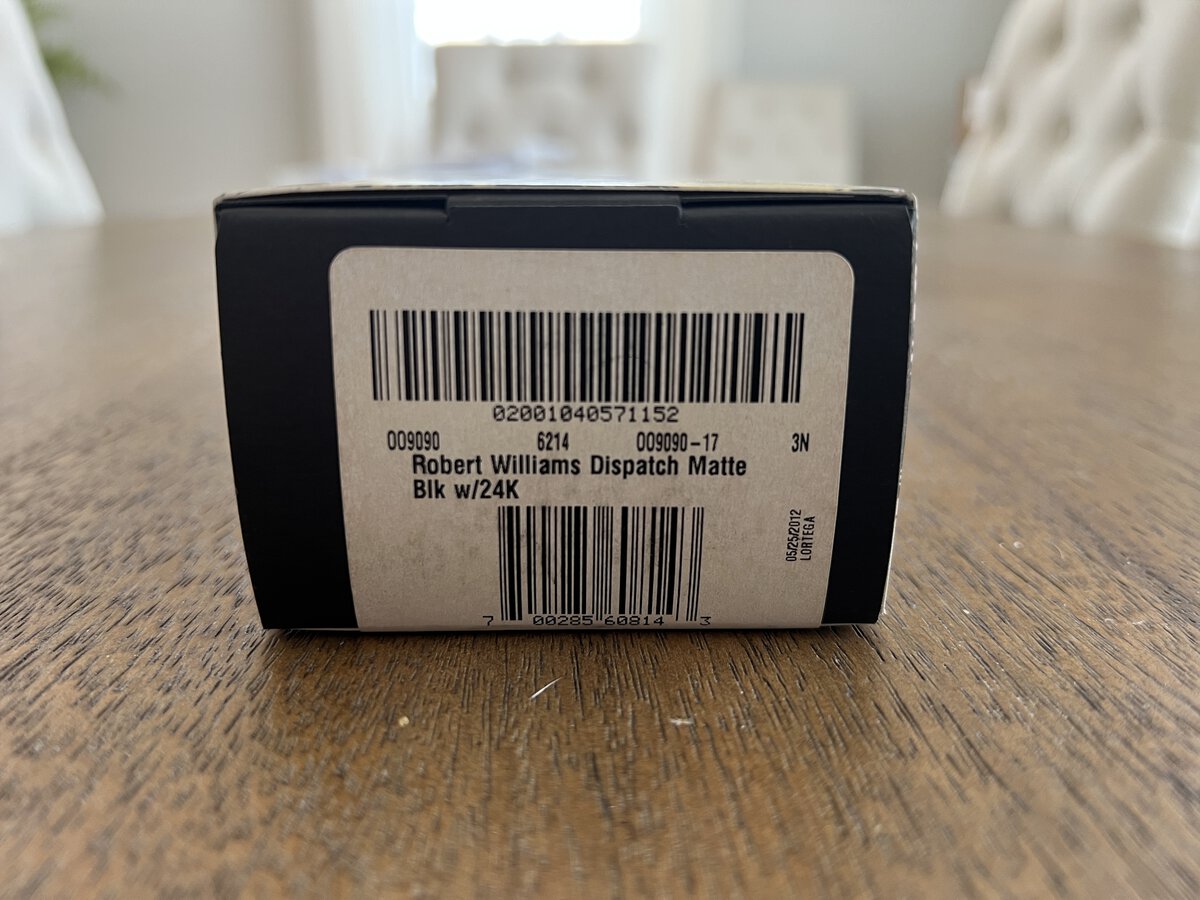 02001040571152
009090 6214 009090-17 3N
Robert Williams Dispatch Matte
Blk w/24K
05/25/2012
LORTEGA
7 00285 60814 3